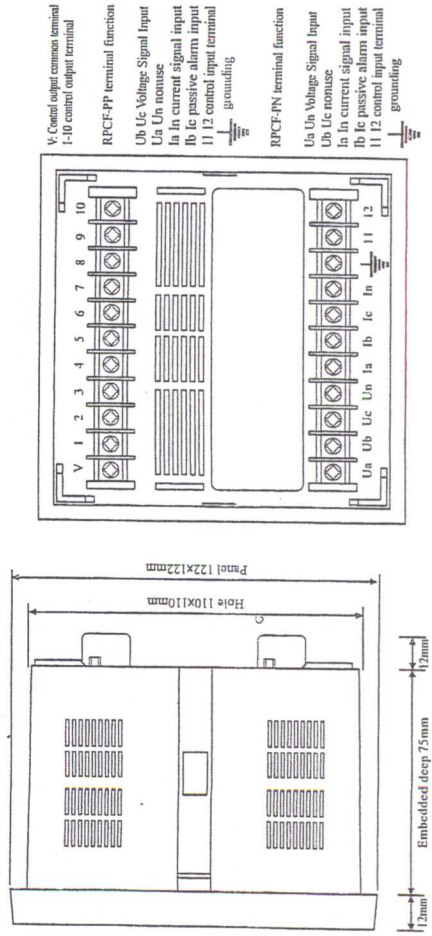 V: Control output common terminal
1-10 control output terminal
RPCF-PP terminal function
Ub Uc Voltage Signal Input
Ua Un nonuse
Ia In current signal input
Ib Ic passive alarm input
11 12 control input terminal
grounding
RPCF-PN terminal function
Ua Un Voltage Signal Input
Ub Uc nonuse
Ia In current signal input
Ib Ic passive alarm input
11 12 control input terminal
grounding
V 1 2 3 4 5 6 7 8 9 10
Ua Ub Uc Un Ia Ib Ic In 11 12
Panel 122x122mm
Hole 110x110mm
12mm
Embedded deep 75mm
12mm